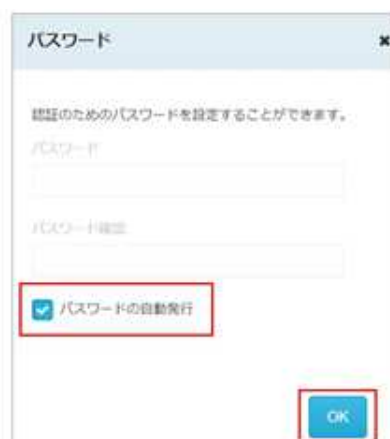 パスワード
×
認証のためのパスワードを設定することができます。
パスワード
パスワード確認
パスワードの自動発行
OK